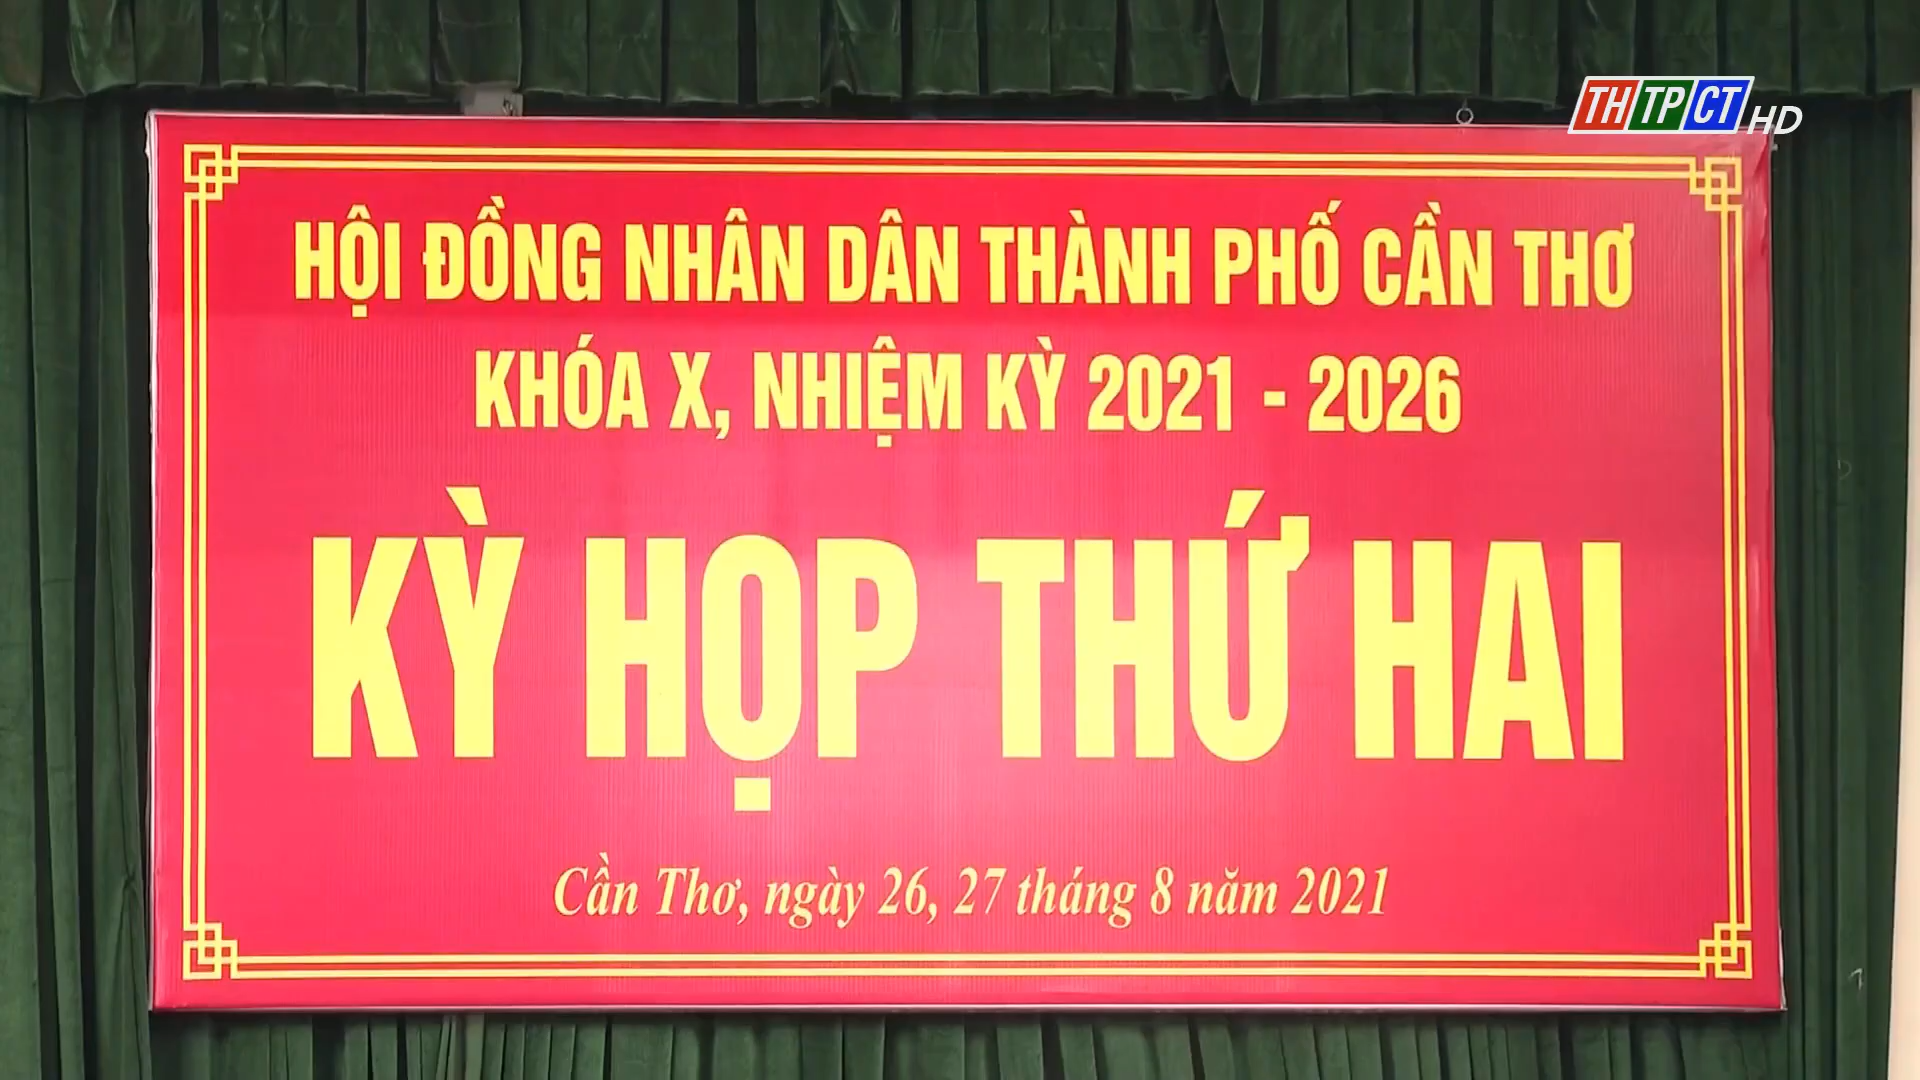 THTPCT HD
HỘI ĐỒNG NHÂN DÂN THÀNH PHỐ CẦN THƠ
KHÓA X, NHIỆM KỲ 2021 - 2026
KỲ HỌP THỨ HAI
Cần Thơ, ngày 26, 27 tháng 8 năm 2021